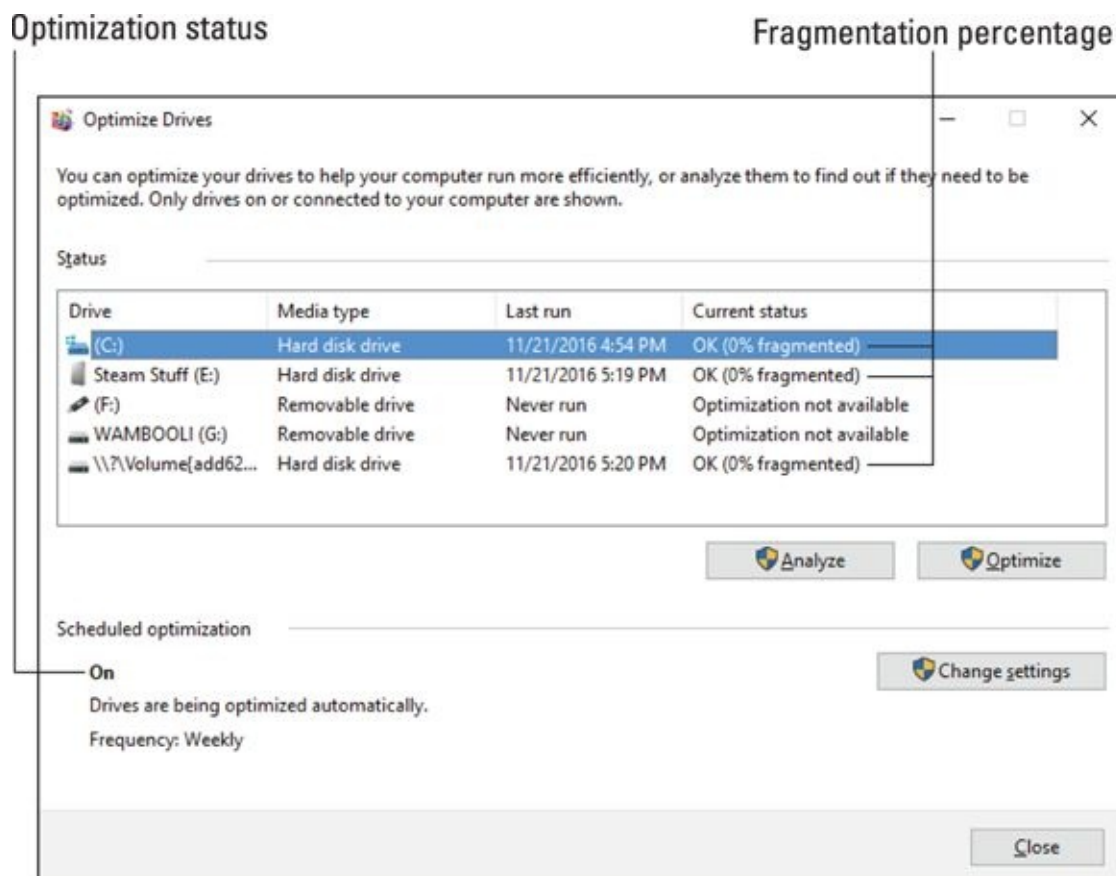 Optimization status
Fragmentation percentage
Optimize Drives
You can optimize your drives to help your computer run more efficiently, or analyze them to find out if they need to be
optimized. Only drives on or connected to your computer are shown.
Status
Drive Media type Last run Current status
(C:) Hard disk drive 11/21/2016 4:54 PM OK (0% fragmented)
Steam Stuff (E:) Hard disk drive 11/21/2016 5:19 PM OK (0% fragmented)
(F:) Removable drive Never run Optimization not available
WAMBOOLI (G:) Removable drive Never run Optimization not available
\\?\Volume{add62... Hard disk drive 11/21/2016 5:20 PM OK (0% fragmented)
Analyze Optimize
Scheduled optimization
On
Change settings
Drives are being optimized automatically.
Frequency: Weekly
Close